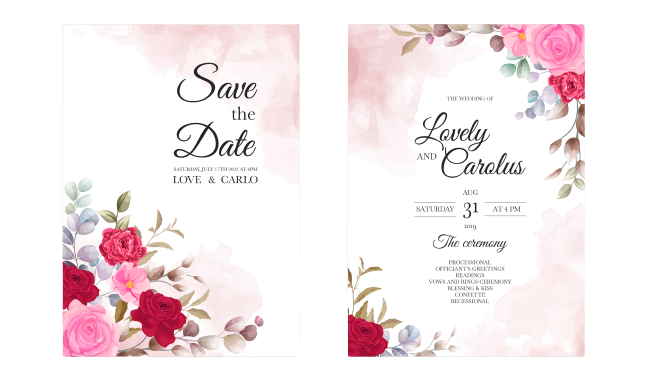 Save
the
Date
SATURDAY, JULY 17TH 2021 AT 4PM
LOVE & CARLO
THE WEDDING OF
Lovely
AND Carolus
AUG
SATURDAY 31 AT 4 PM
2019
The ceremony
PROCESSIONAL
OFFICIANT'S GREETINGS
READINGS
VOWS AND RINGS CEREMONY
BLESSING & KISS
CONFETTI!
RECESSIONAL